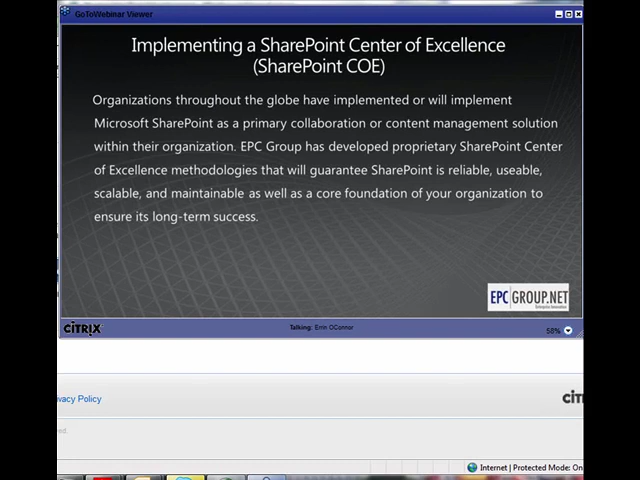 GoToWebinar Viewer
Implementing a SharePoint Center of Excellence
(SharePoint COE)
Organizations throughout the globe have implemented or will implement
Microsoft SharePoint as a primary collaboration or content management solution
within their organization. EPC Group has developed proprietary SharePoint Center
of Excellence methodologies that will guarantee SharePoint is reliable, useable,
scalable, and maintainable as well as a core foundation of your organization to
ensure its long-term success.
EPC GROUP.NET
CITRIX
Talking: Errin OConnor
58%
vacy Policy
cit
ed.
Internet | Protected Mode: On